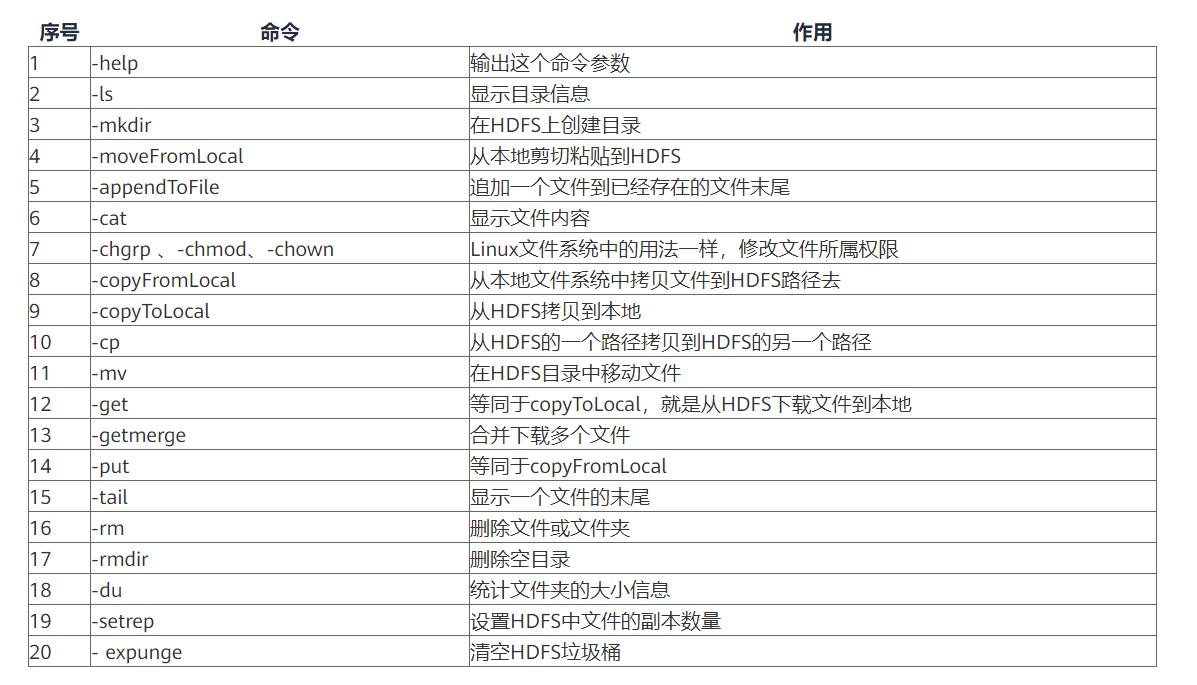 序号 命令 作用
1 -help 输出这个命令参数
2 -ls 显示目录信息
3 -mkdir 在HDFS上创建目录
4 -moveFromLocal 从本地剪切粘贴到HDFS
5 -appendToFile 追加一个文件到已经存在的文件末尾
6 -cat 显示文件内容
7 -chgrp 、-chmod、-chown Linux文件系统中的用法一样，修改文件所属权限
8 -copyFromLocal 从本地文件系统中拷贝文件到HDFS路径去
9 -copyToLocal 从HDFS拷贝到本地
10 -cp 从HDFS的一个路径拷贝到HDFS的另一个路径
11 -mv 在HDFS目录中移动文件
12 -get 等同于copyToLocal，就是从HDFS下载文件到本地
13 -getmerge 合并下载多个文件
14 -put 等同于copyFromLocal
15 -tail 显示一个文件的末尾
16 -rm 删除文件或文件夹
17 -rmdir 删除空目录
18 -du 统计文件夹的大小信息
19 -setrep 设置HDFS中文件的副本数量
20 - expunge 清空HDFS垃圾桶